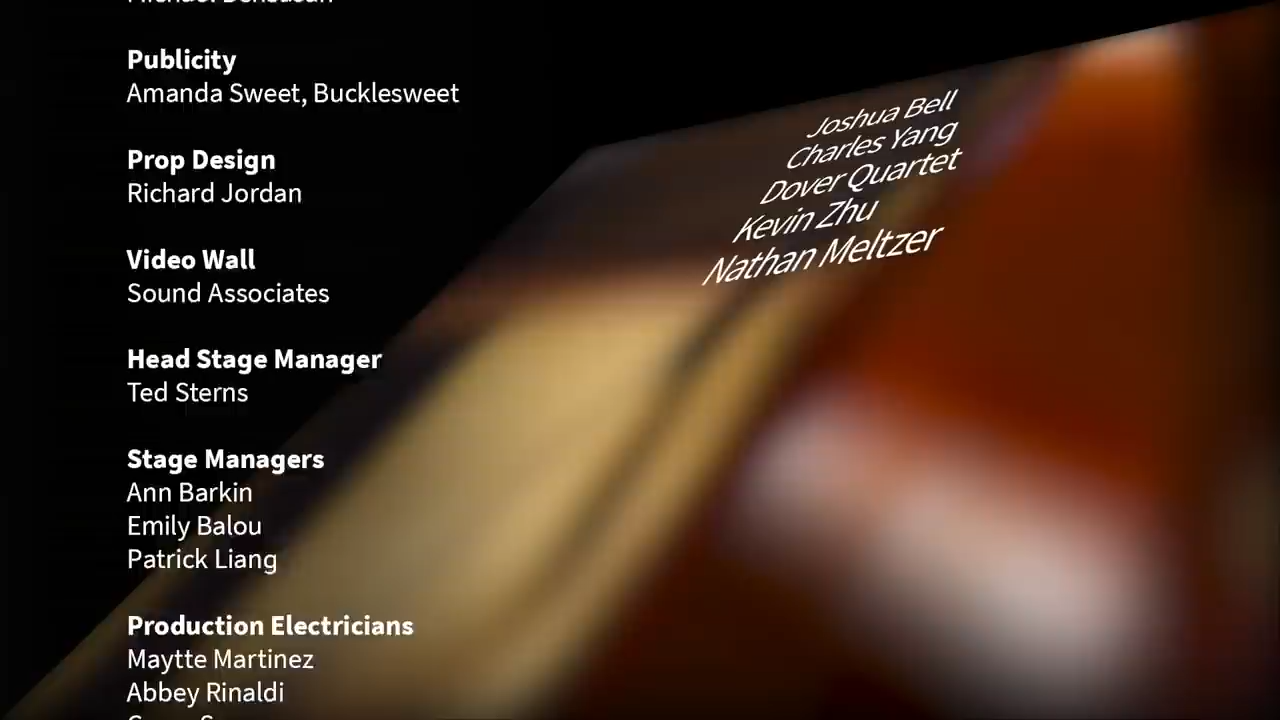 Publicity
Amanda Sweet, Bucklesweet
Prop Design
Richard Jordan
Video Wall
Sound Associates
Head Stage Manager
Ted Sterns
Stage Managers
Ann Barkin
Emily Balou
Patrick Liang
Production Electricians
Maytte Martinez
Abbey Rinaldi
Joshua Bell
Charles Yang
Dover Quartet
Kevin Zhu
Nathan Meltzer